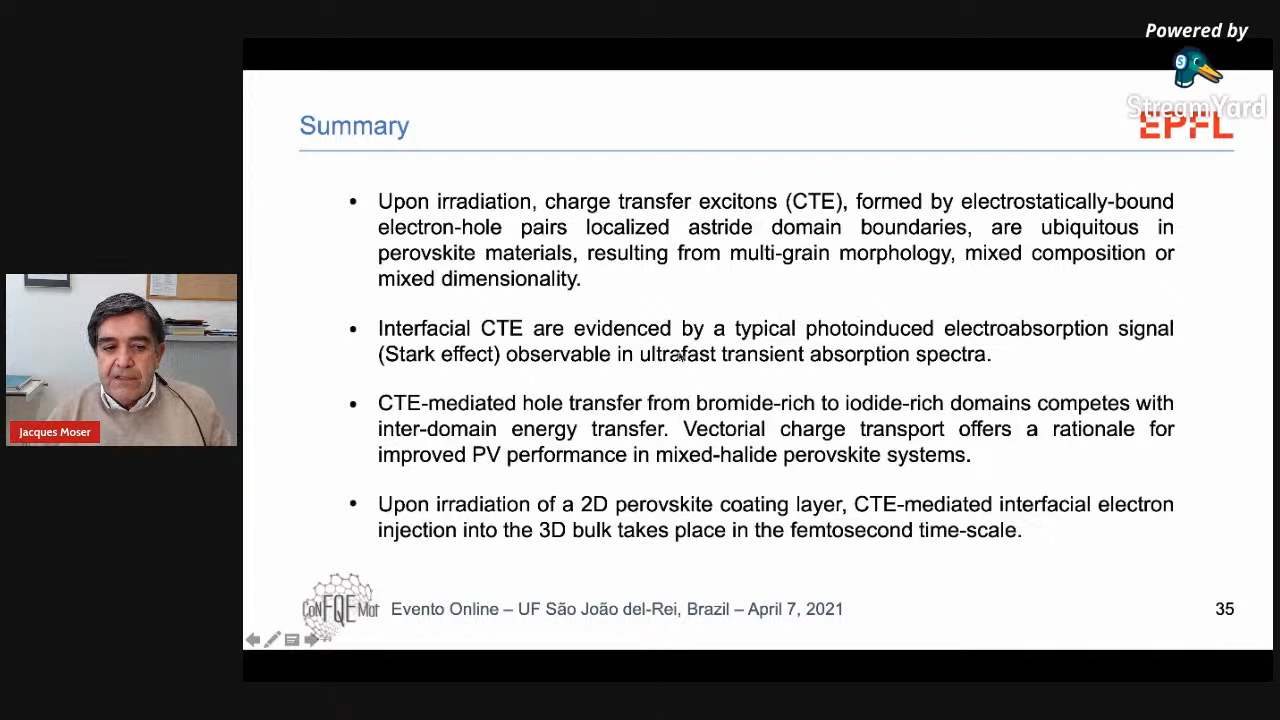 Powered by
StreamYard
Summary
EPFL
• Upon irradiation, charge transfer excitons (CTE), formed by electrostatically-bound
electron-hole pairs localized astride domain boundaries, are ubiquitous in
perovskite materials, resulting from multi-grain morphology, mixed composition or
mixed dimensionality.
• Interfacial CTE are evidenced by a typical photoinduced electroabsorption signal
(Stark effect) observable in ultrafast transient absorption spectra.
• CTE-mediated hole transfer from bromide-rich to iodide-rich domains competes with
inter-domain energy transfer. Vectorial charge transport offers a rationale for
improved PV performance in mixed-halide perovskite systems.
• Upon irradiation of a 2D perovskite coating layer, CTE-mediated interfacial electron
injection into the 3D bulk takes place in the femtosecond time-scale.
Jacques Moser
CoNFQEMat
Evento Online – UF São João del-Rei, Brazil – April 7, 2021
35